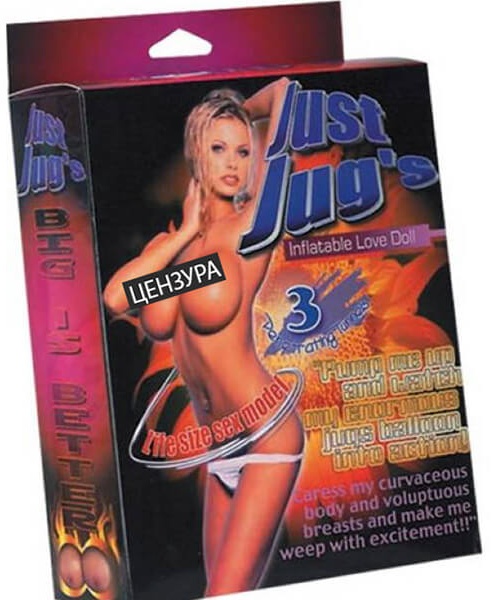 Just
Jug's
BIG IS BETTER
Just
Jug's
Inflatable Love Doll
ЦЕНЗУРА
3
Life size sex model
"Pump me up
and watch
my enormous
jugs balloon
into action!
Caress my curvaceous
body and voluptuous
breasts and make me
weep with excitement!!"